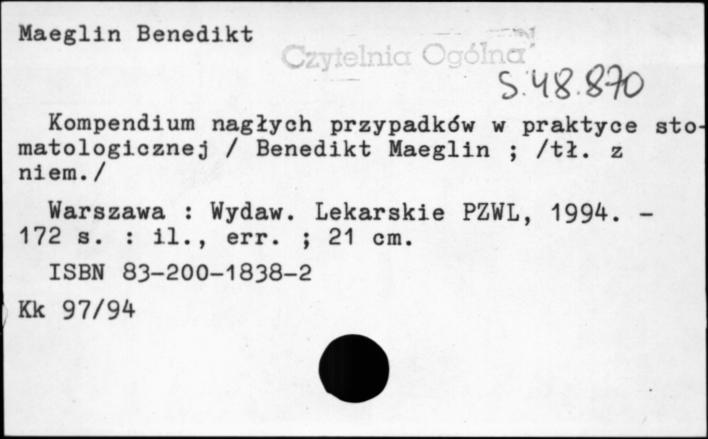 Maeglin Benedikt
Czytelnia Ogólna
S.48.870
Kompendium nagłych przypadków w praktyce sto-
matologicznej / Benedikt Maeglin ; /tł. z
niem./
Warszawa : Wydaw. Lekarskie PZWL, 1994. –
172 s. : il., err. ; 21 cm.
ISBN 83-200-1838-2
Kk 97/94